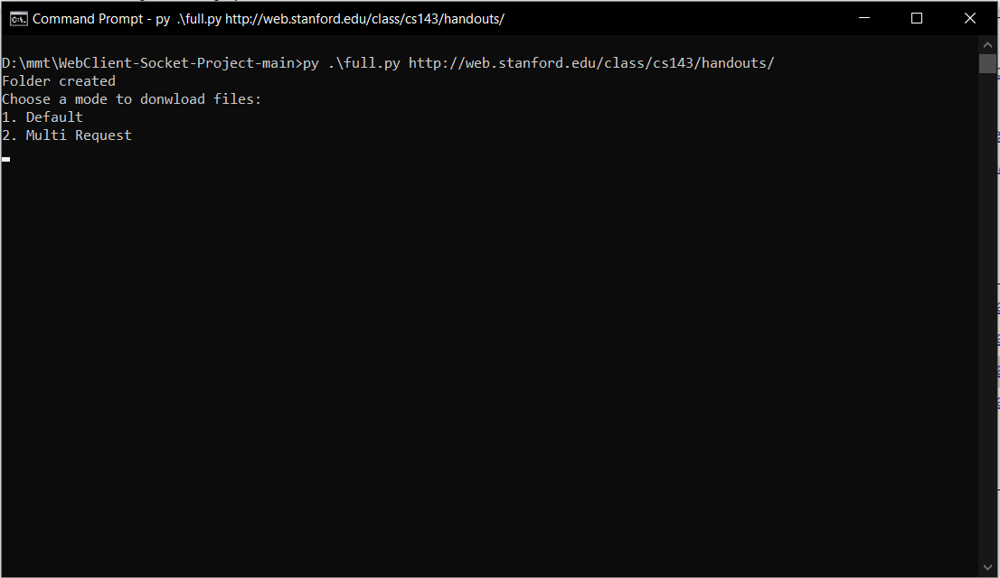 Command Prompt - py  .\full.py http://web.stanford.edu/class/cs143/handouts/
D:\mmt\WebClient-Socket-Project-main>py .\full.py http://web.stanford.edu/class/cs143/handouts/
Folder created
Choose a mode to donwload files:
1. Default
2. Multi Request